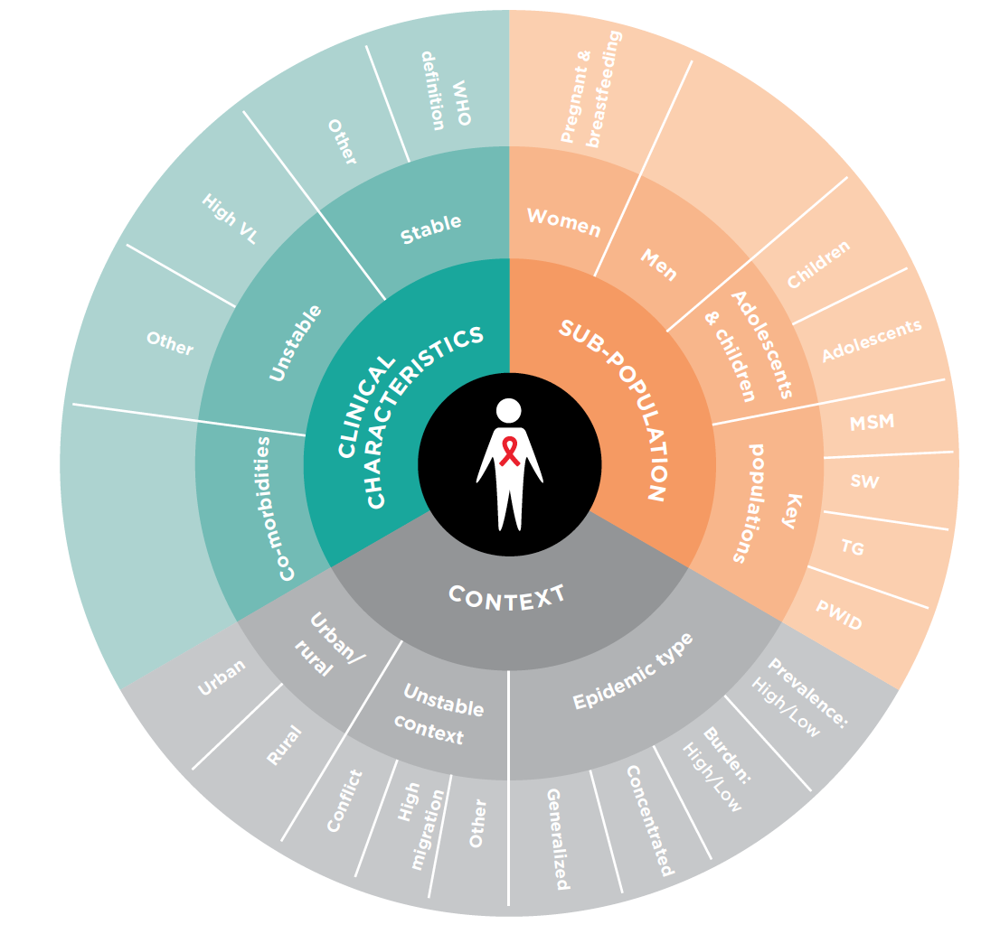 CLINICAL
CHARACTERISTICS
Stable
WHO
definition
Other
Unstable
High VL
Other
Co-morbidities
SUB-POPULATION
Women
Pregnant &
breastfeeding
Men
Adolescents
& children
Children
Adolescents
Key
populations
MSM
SW
TG
PWID
CONTEXT
Epidemic type
Prevalence:
High/Low
Burden:
High/Low
Concentrated
Generalized
Unstable
context
Other
High
migration
Conflict
Urban/
rural
Rural
Urban